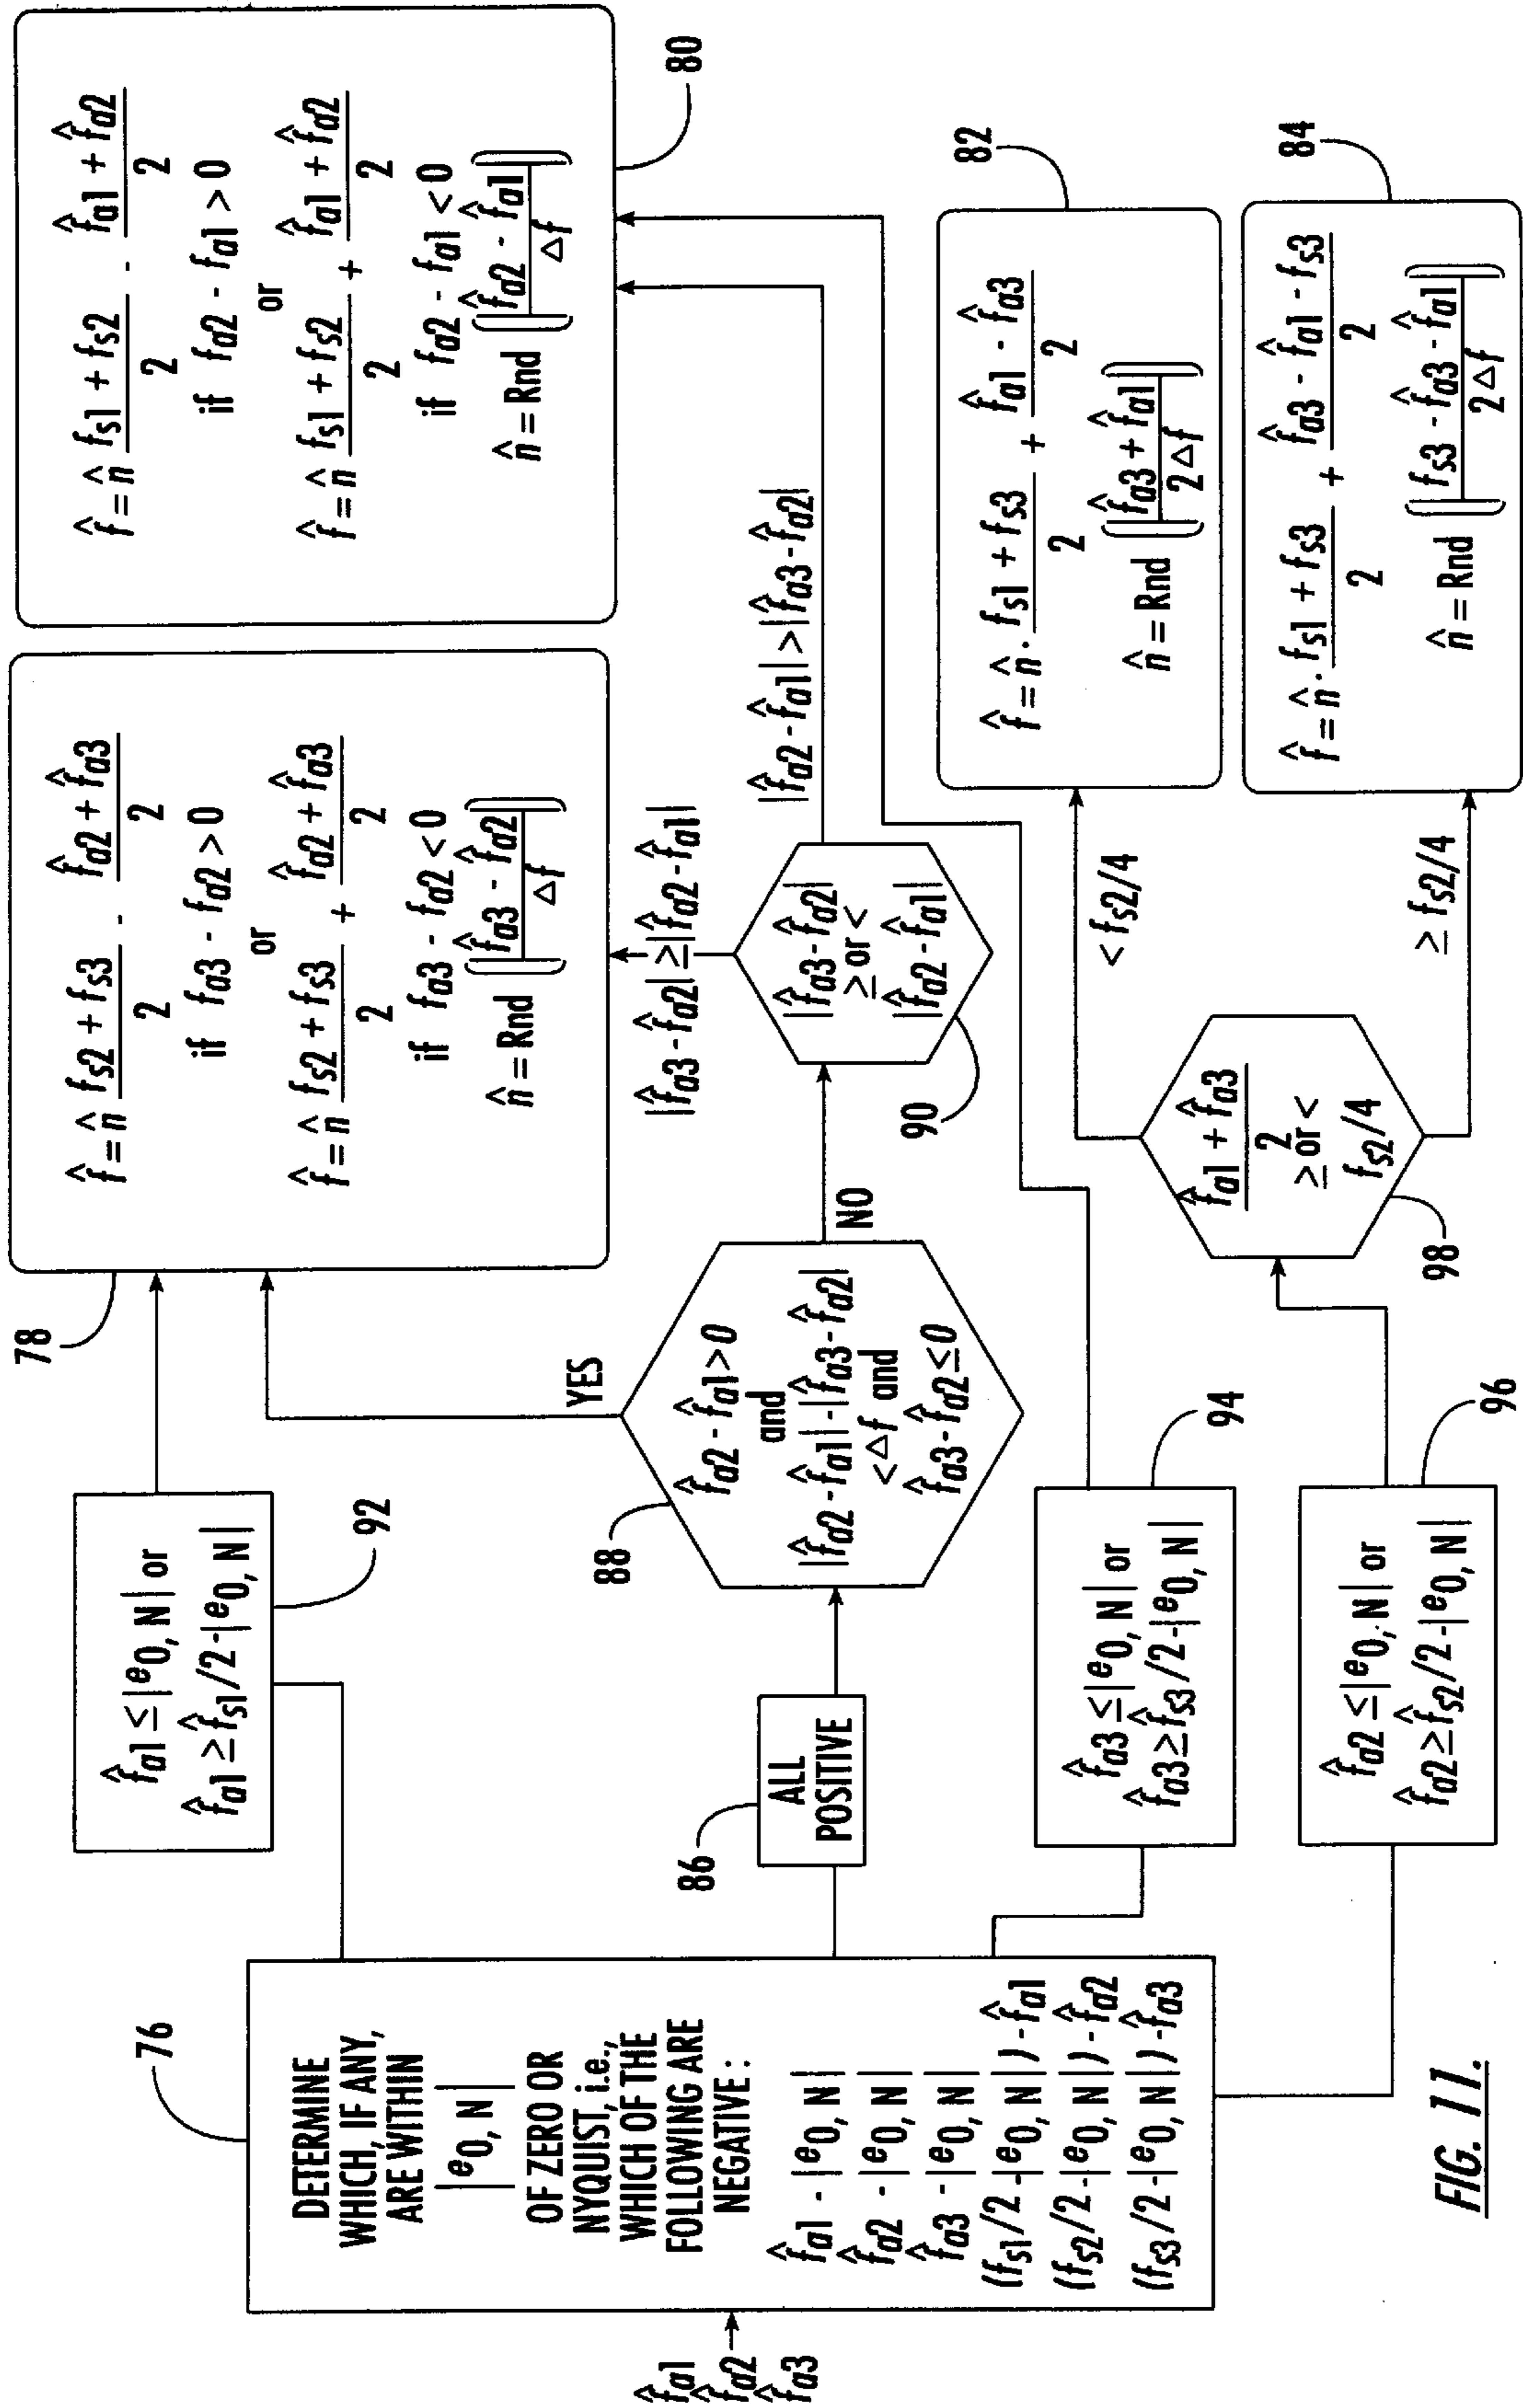 f̂a1
f̂a2
f̂a3
76
DETERMINE
WHICH, IF ANY,
ARE WITHIN
|e0, N|
OF ZERO OR
NYQUIST, i.e.,
WHICH OF THE
FOLLOWING ARE
NEGATIVE:
f̂a1 - |e0, N|
f̂a2 - |e0, N|
f̂a3 - |e0, N|
(fs1/2-|e0, N|)-f̂a1
(fs2/2-|e0, N|)-f̂a2
(fs3/2-|e0, N|)-f̂a3
92
f̂a1 ≤ |e0, N| or
f̂a1 ≥ f̂s1/2-|e0, N|
86
ALL
POSITIVE
94
f̂a3 ≤ |e0, N| or
f̂a3 ≥ f̂s3/2-|e0, N|
96
f̂a2 ≤ |e0, N| or
f̂a2 ≥ f̂s2/2-|e0, N|
88
f̂a2 - f̂a1 > 0
and
|f̂a2 - f̂a1| - |f̂a3 - f̂a2|
< Δf and
f̂a3 - f̂a2 ≤ 0
YES
NO
90
|f̂a3 - f̂a2|
≥ or <
|f̂a2 - f̂a1|
|f̂a3 - f̂a2| ≥ |f̂a2 - f̂a1|
|f̂a2 - f̂a1| > |f̂a3 - f̂a2|
98
f̂a1 + f̂a3
2
≥ or <
fs2/4
< fs2/4
≥ fs2/4
78
f̂ = n̂ (fs2 + fs3)/2 - (f̂a2 + f̂a3)/2
if fa3 - fa2 > 0
or
f̂ = n̂ (fs2 + fs3)/2 + (f̂a2 + f̂a3)/2
if fa3 - fa2 < 0
n̂ = Rnd [(f̂a3 - f̂a2)/Δf]
80
f̂ = n̂ (fs1 + fs2)/2 - (f̂a1 + f̂a2)/2
if fa2 - fa1 > 0
or
f̂ = n̂ (fs1 + fs2)/2 + (f̂a1 + f̂a2)/2
if fa2 - fa1 < 0
n̂ = Rnd [(f̂a2 - f̂a1)/Δf]
82
f̂ = n̂ · (fs1 + fs3)/2 + (f̂a1 - f̂a3)/2
n̂ = Rnd [(f̂a3 + f̂a1)/2Δf]
84
f̂ = n̂ · (fs1 + fs3)/2 + (f̂a3 - f̂a1 - fs3)/2
n̂ = Rnd [(fs3 - f̂a3 - f̂a1)/2Δf]
FIG. 11.